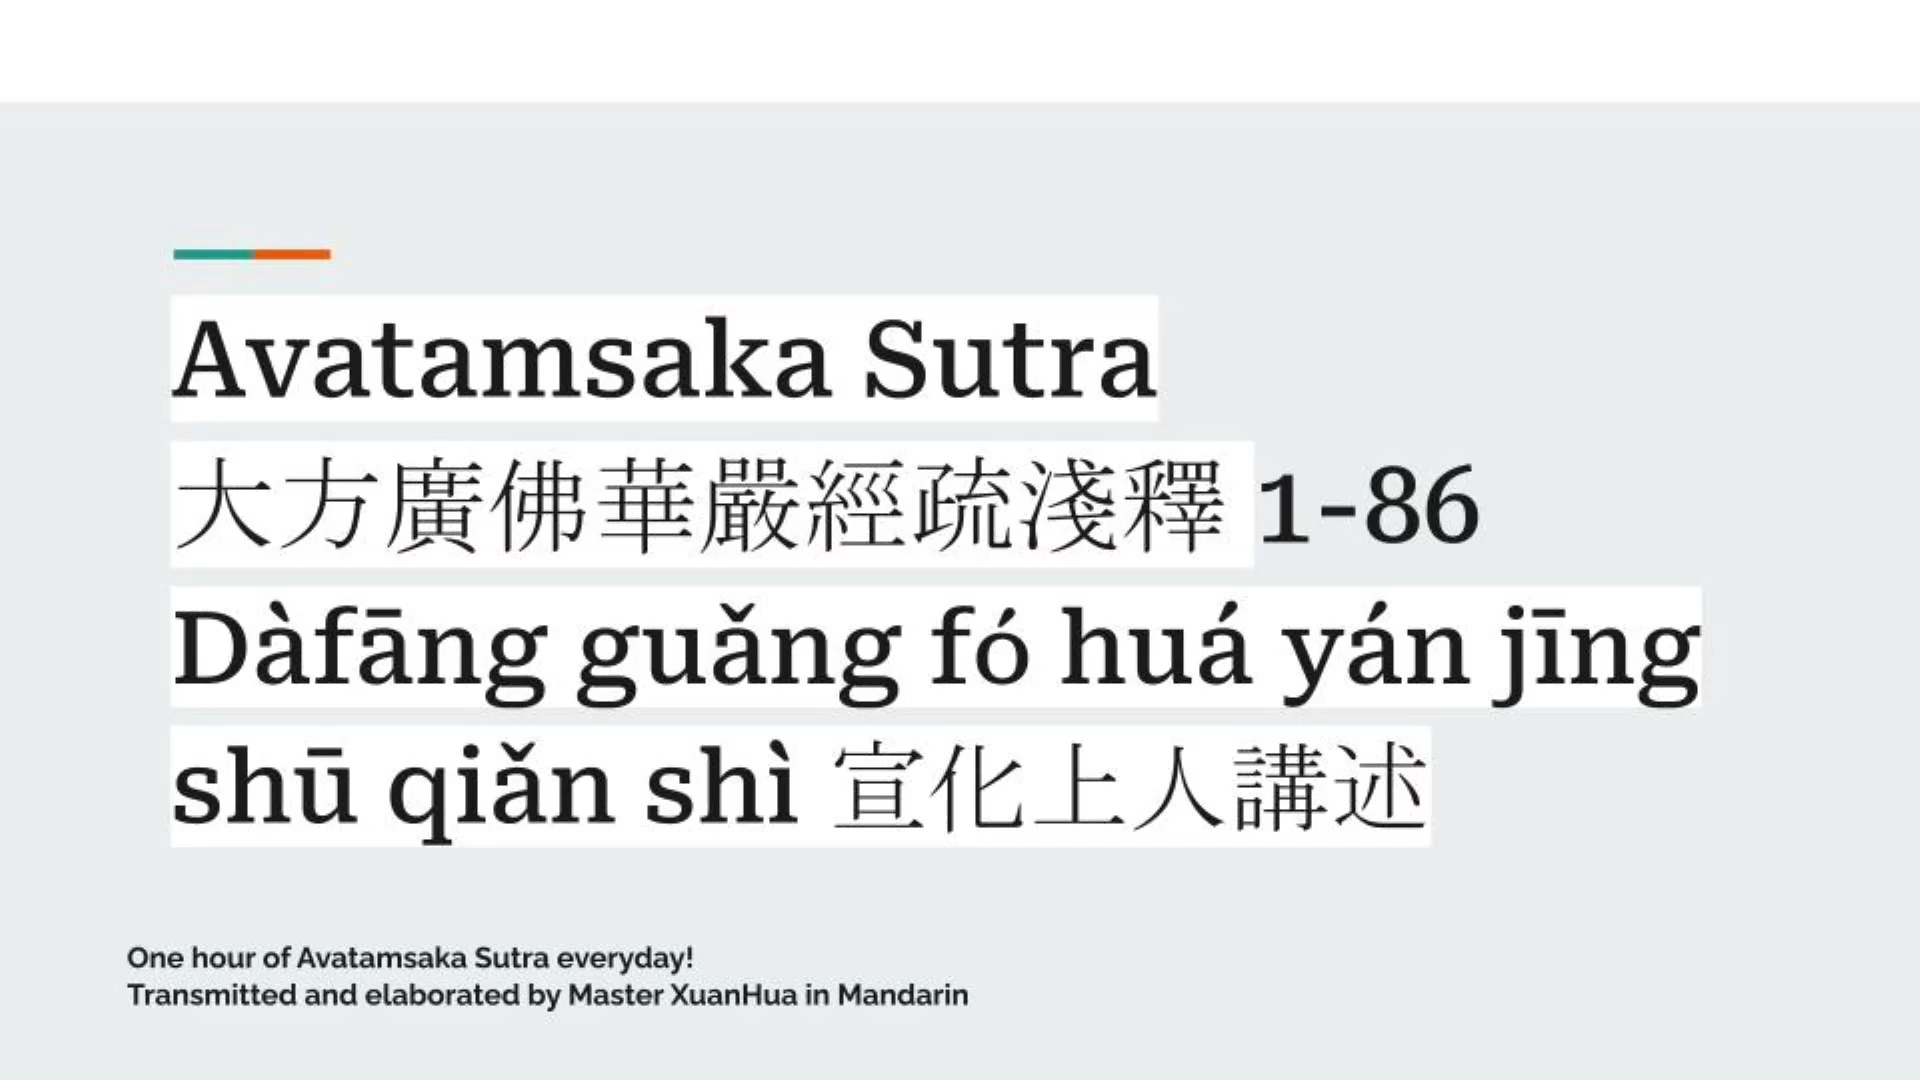 Avatamsaka Sutra
大方廣佛華嚴經疏淺釋 1-86
Dàfāng guǎng fó huá yán jīng
shū qiǎn shì 宣化上人講述
One hour of Avatamsaka Sutra everyday!
Transmitted and elaborated by Master XuanHua in Mandarin